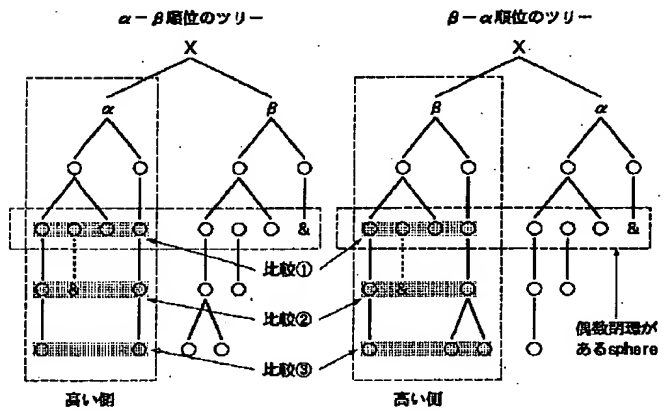 α－β順位のツリー
β－α順位のツリー
X
X
α
β
β
α
&
&
比較①
&
&
比較②
偶数閉環が
あるsphere
比較③
高い側
高い側